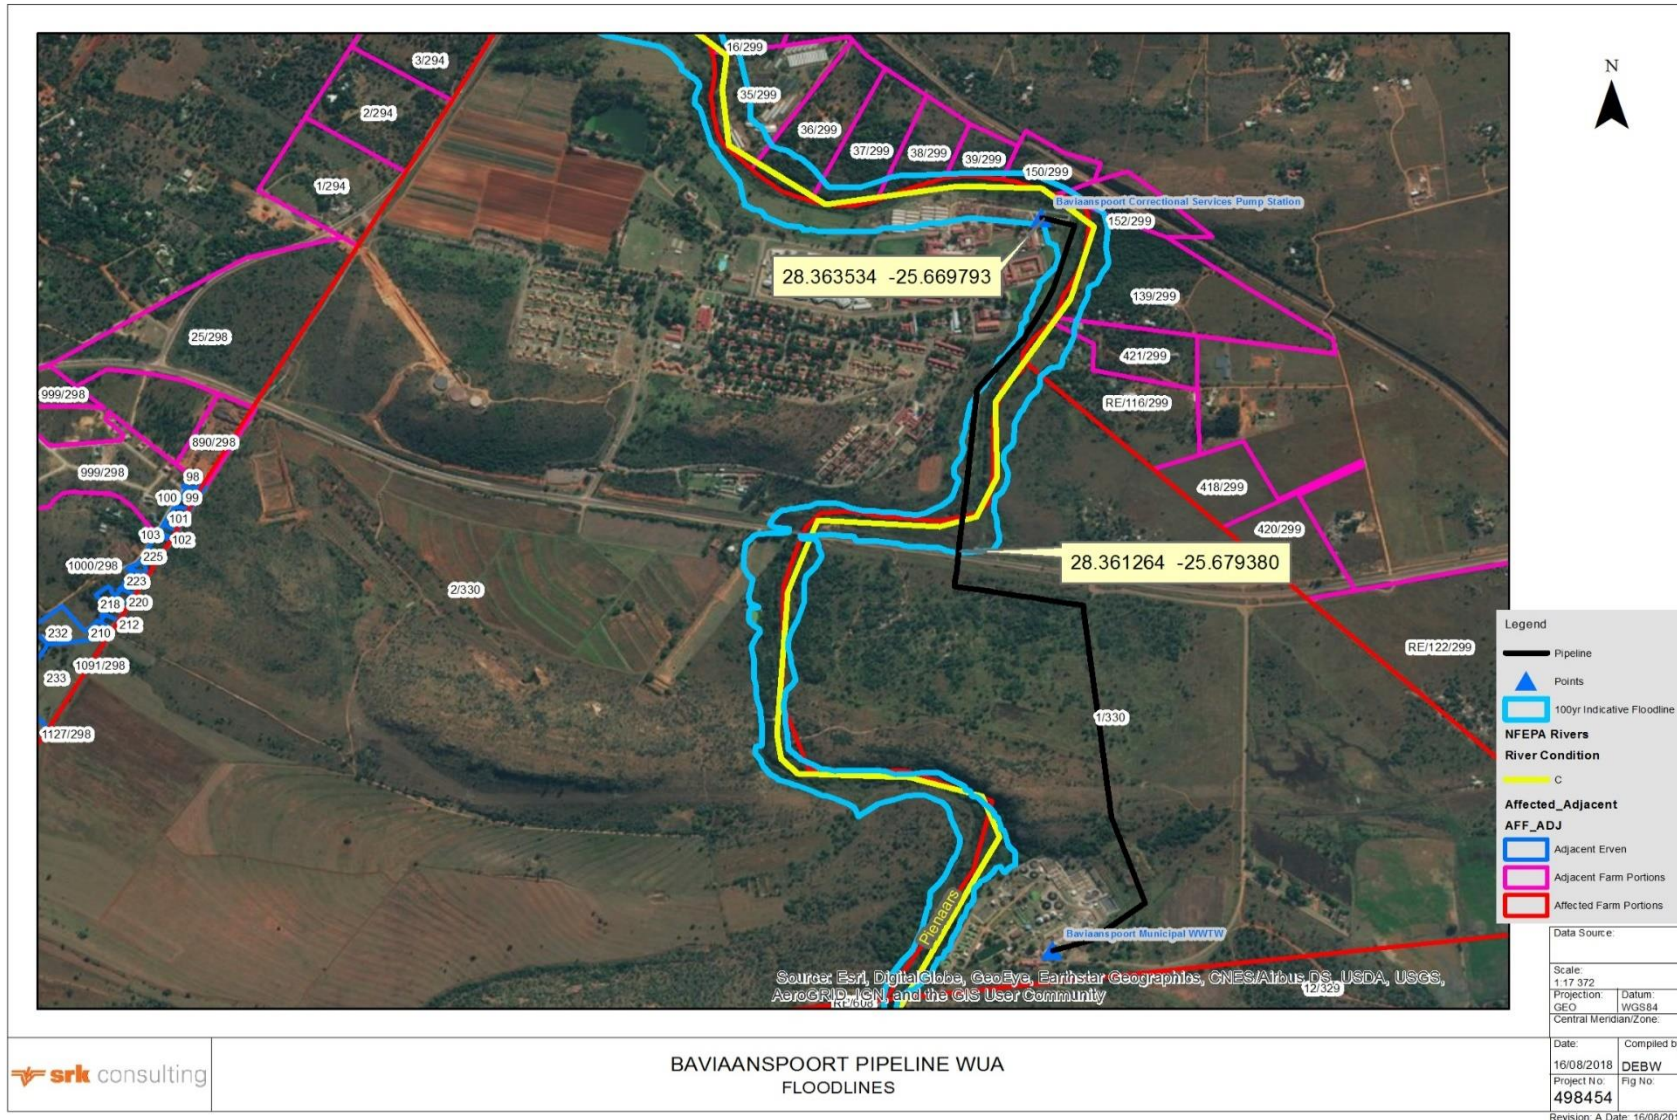 N
3/294
16/299
2/294
35/299
36/299
37/299
38/299
39/299
150/299
1/294
Baviaanspoort Correctional Services Pump Station
152/299
28.363534 -25.669793
139/299
25/298
421/299
999/298
RE/116/299
890/298
999/298
98
418/299
100
99
101
420/299
103
102
225
28.361264 -25.679380
1000/298
223
2/330
218
220
212
232
210
1091/298
RE/122/299
233
1/330
1127/298
Pienaars
Baviaanspoort Municipal WWTW
Source: Esri, DigitalGlobe, GeoEye, Earthstar Geographics, CNES/Airbus DS, USDA, USGS,
AeroGRID, IGN, and the GIS User Community
12/329
Legend
Pipeline
Points
100yr Indicative Floodline
NFEPA Rivers
River Condition
C
Affected_Adjacent
AFF_ADJ
Adjacent Erven
Adjacent Farm Portions
Affected Farm Portions
Data Source:
Scale:
1:17 372
Projection: Datum:
GEO WGS84
Central Meridian/Zone:
Date: Compiled b
16/08/2018 DEBW
Project No: Fig No:
498454
Revision: A Date: 16/08/201
srk consulting
BAVIAANSPOORT PIPELINE WUA
FLOODLINES